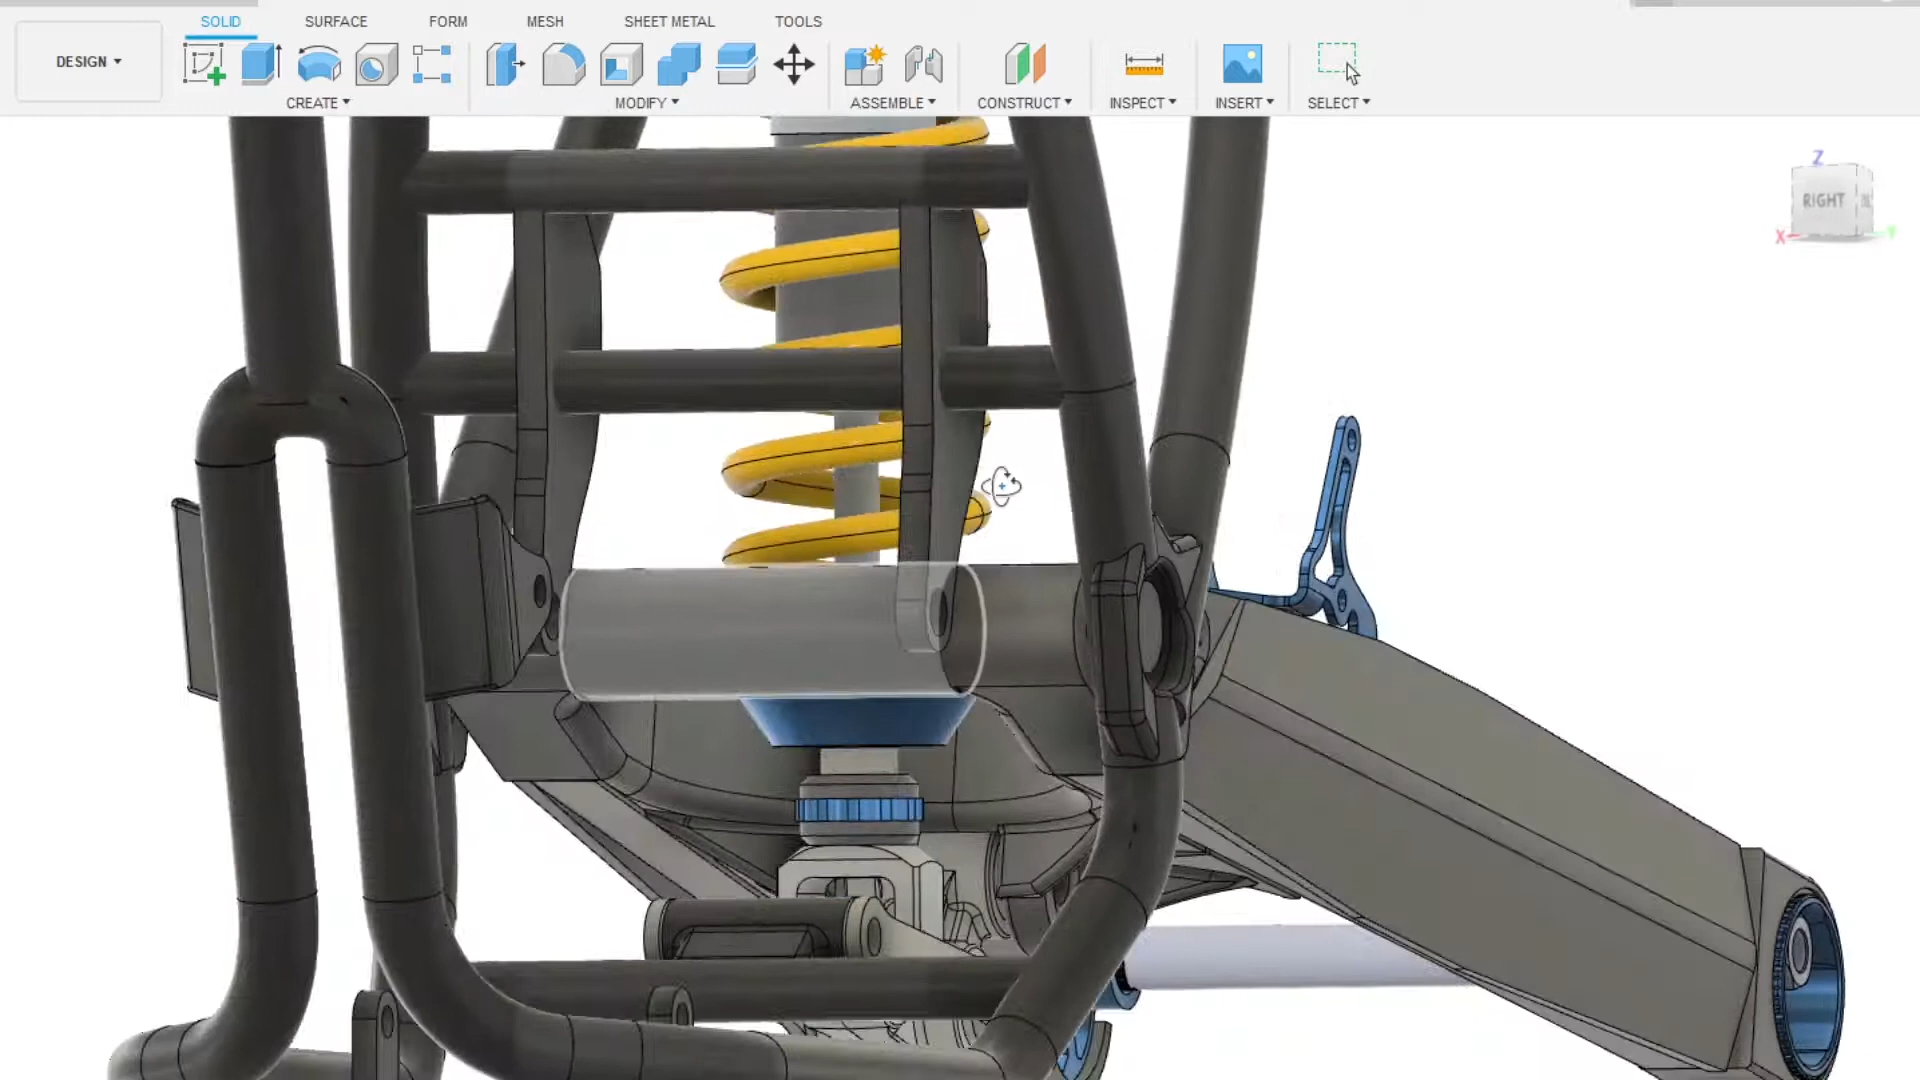 SOLID SURFACE FORM MESH SHEET METAL TOOLS
DESIGN
CREATE MODIFY ASSEMBLE CONSTRUCT INSPECT INSERT SELECT
Z
RIGHT
X
Y